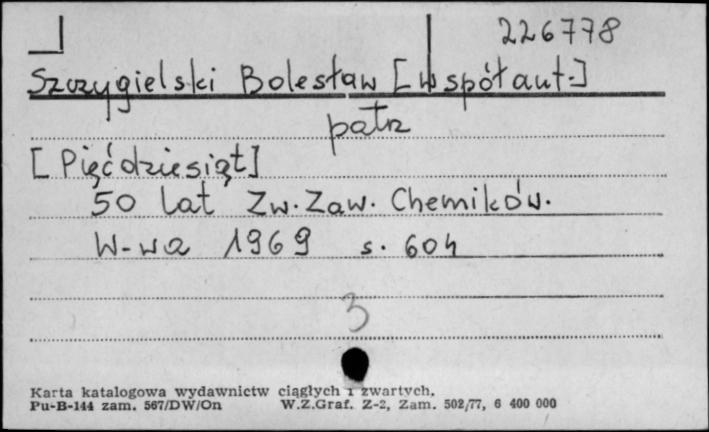 226778
Szczygielski Bolesław [współaut.]
patrz
[Pięćdziesiąt]
50 lat Zw. Zaw. Chemików.
W-wa 1969 s. 604
3
Karta katalogowa wydawnictw ciągłych i zwartych.
Pu-B-144 zam. 567/DW/On W.Z.Graf. Z-2, Zam. 502/77, 6 400 000